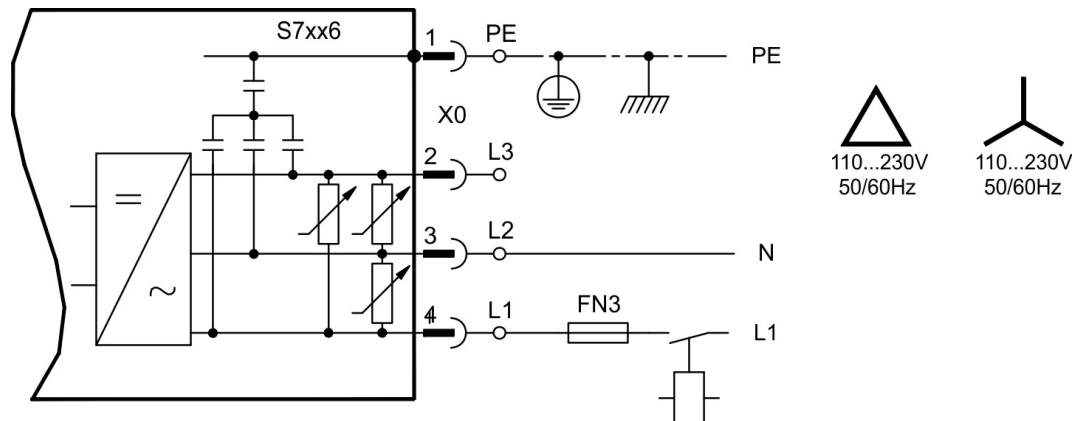 S7xx6
1
PE
PE
X0
2
L3
3
L2
N
4
L1
FN3
L1
110...230V
50/60Hz
110...230V
50/60Hz